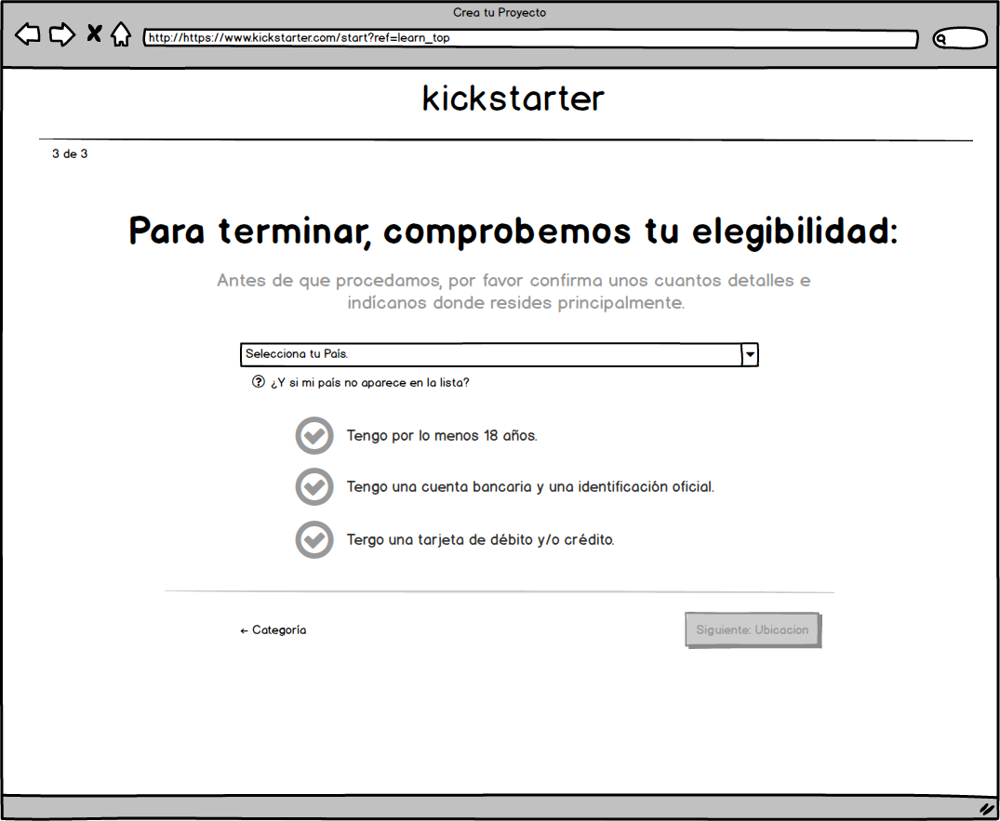 Crea tu Proyecto
http://https://www.kickstarter.com/start?ref=learn_top
kickstarter
3 de 3
Para terminar, comprobemos tu elegibilidad:
Antes de que procedamos, por favor confirma unos cuantos detalles e
indícanos donde resides principalmente.
Selecciona tu País.
¿Y si mi país no aparece en la lista?
Tengo por lo menos 18 años.
Tengo una cuenta bancaria y una identificación oficial.
Tergo una tarjeta de débito y/o crédito.
← Categoría
Siguiente: Ubicacion